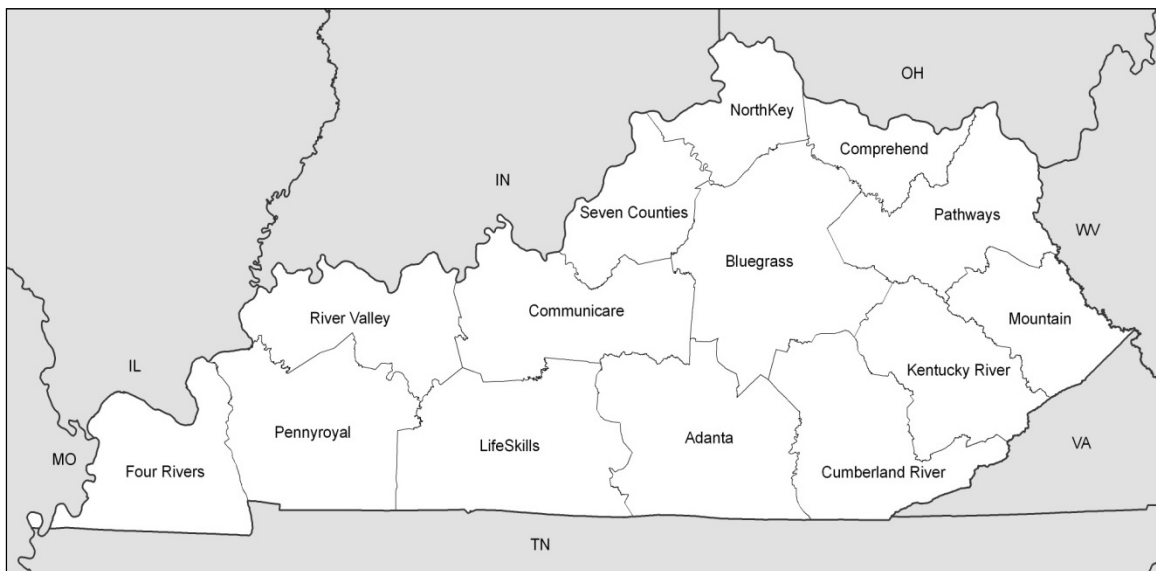 OH
NorthKey
Comprehend
IN
Seven Counties
Pathways
WV
Bluegrass
River Valley
Communicare
Mountain
IL
Kentucky River
Pennyroyal
LifeSkills
Adanta
VA
MO
Four Rivers
Cumberland River
TN